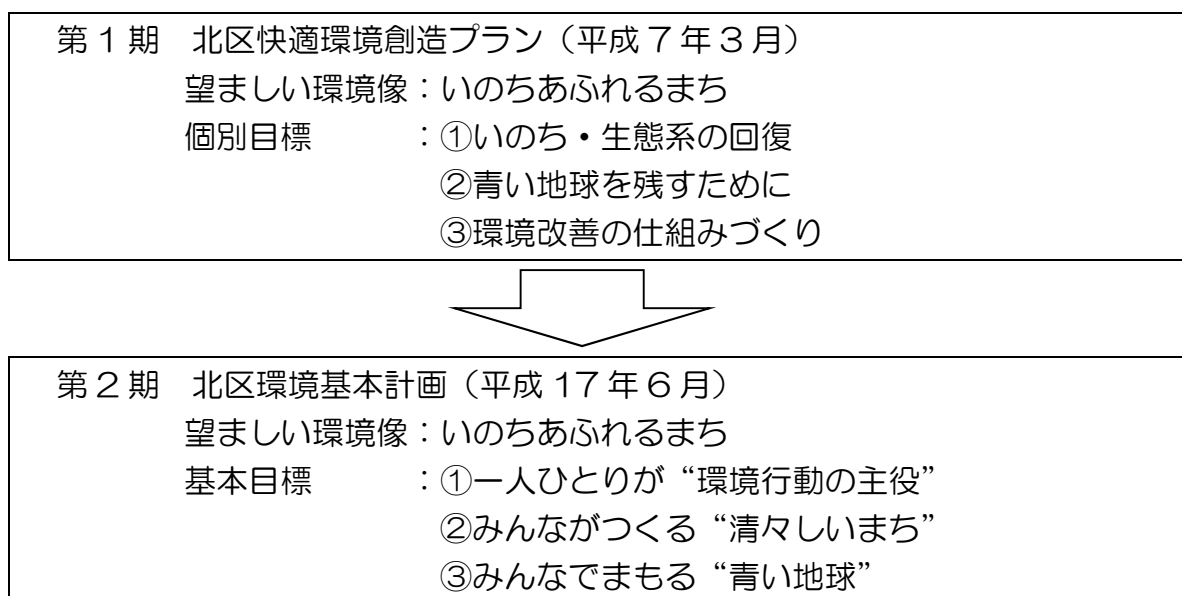 第1期　北区快適環境創造プラン（平成7年3月）
望ましい環境像：いのちあふれるまち
個別目標　　　：①いのち・生態系の回復
②青い地球を残すために
③環境改善の仕組みづくり
第2期　北区環境基本計画（平成17年6月）
望ましい環境像：いのちあふれるまち
基本目標　　　：①一人ひとりが“環境行動の主役”
②みんながつくる“清々しいまち”
③みんなでまもる“青い地球”